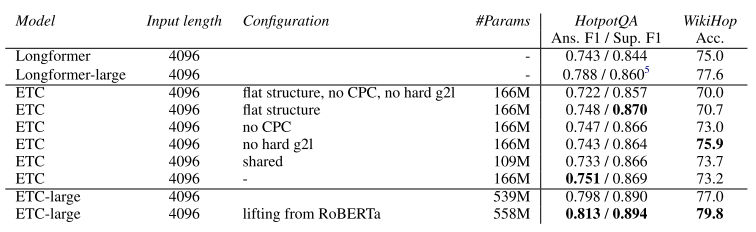 Model Input length Configuration #Params HotpotQA WikiHop
Ans. F1 / Sup. F1 Acc.
Longformer 4096 - 0.743 / 0.844 75.0
Longformer-large 4096 - 0.788 / 0.860⁵ 77.6
ETC 4096 flat structure, no CPC, no hard g2l 166M 0.722 / 0.857 70.0
ETC 4096 flat structure 166M 0.748 / 0.870 70.7
ETC 4096 no CPC 166M 0.747 / 0.866 73.0
ETC 4096 no hard g2l 166M 0.743 / 0.864 75.9
ETC 4096 shared 109M 0.733 / 0.866 73.7
ETC 4096 - 166M 0.751 / 0.869 73.2
ETC-large 4096 539M 0.798 / 0.890 77.0
ETC-large 4096 lifting from RoBERTa 558M 0.813 / 0.894 79.8